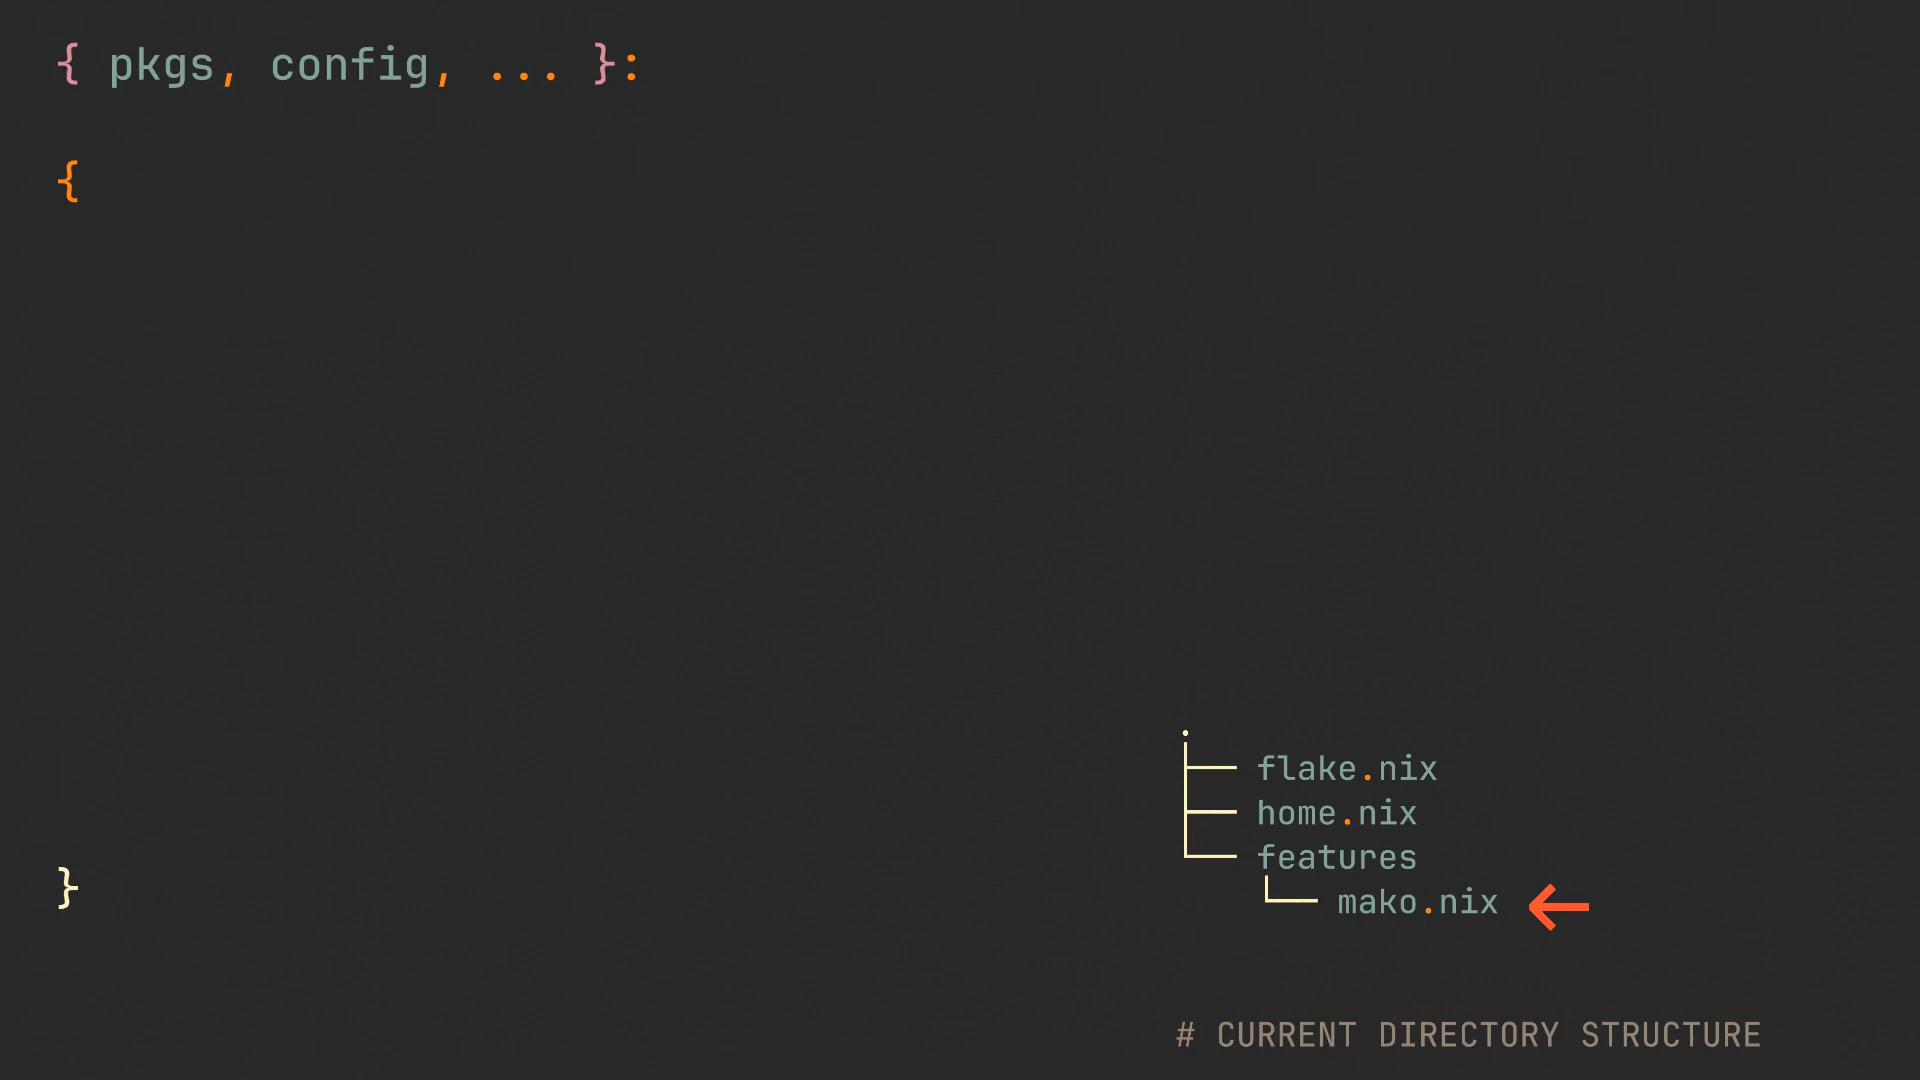 { pkgs, config, ... }:
{
}
.
├── flake.nix
├── home.nix
└── features
    └── mako.nix ←
# CURRENT DIRECTORY STRUCTURE